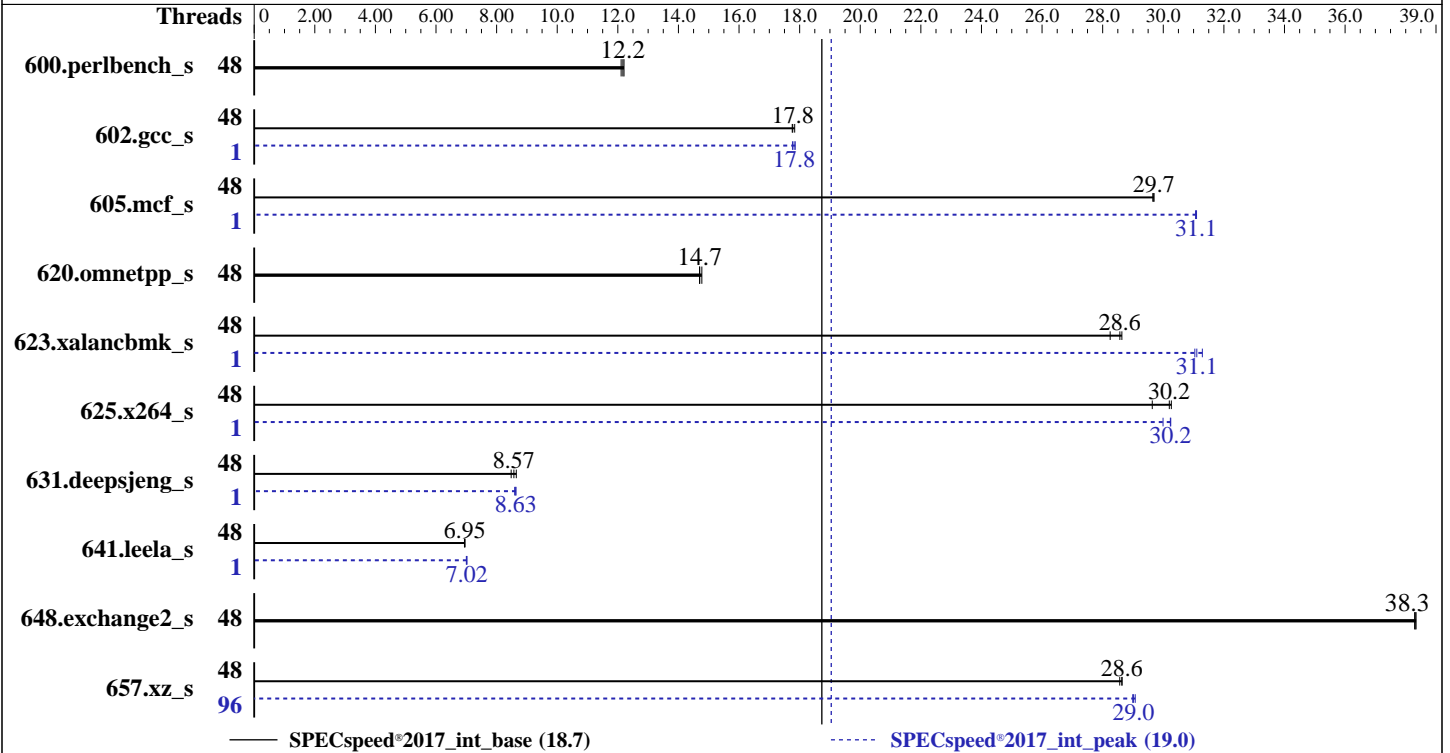 Threads 0 2.00 4.00 6.00 8.00 10.0 12.0 14.0 16.0 18.0 20.0 22.0 24.0 26.0 28.0 30.0 32.0 34.0 36.0 39.0
12.2
600.perlbench_s 48
48 17.8
602.gcc_s
1 17.8
48 29.7
605.mcf_s
1 31.1
14.7
620.omnetpp_s 48
48 28.6
623.xalancbmk_s
1 31.1
48 30.2
625.x264_s
1 30.2
48 8.57
631.deepsjeng_s
1 8.63
48 6.95
641.leela_s
1 7.02
38.3
648.exchange2_s 48
48 28.6
657.xz_s
96 29.0
SPECspeed®2017_int_base (18.7) SPECspeed®2017_int_peak (19.0)